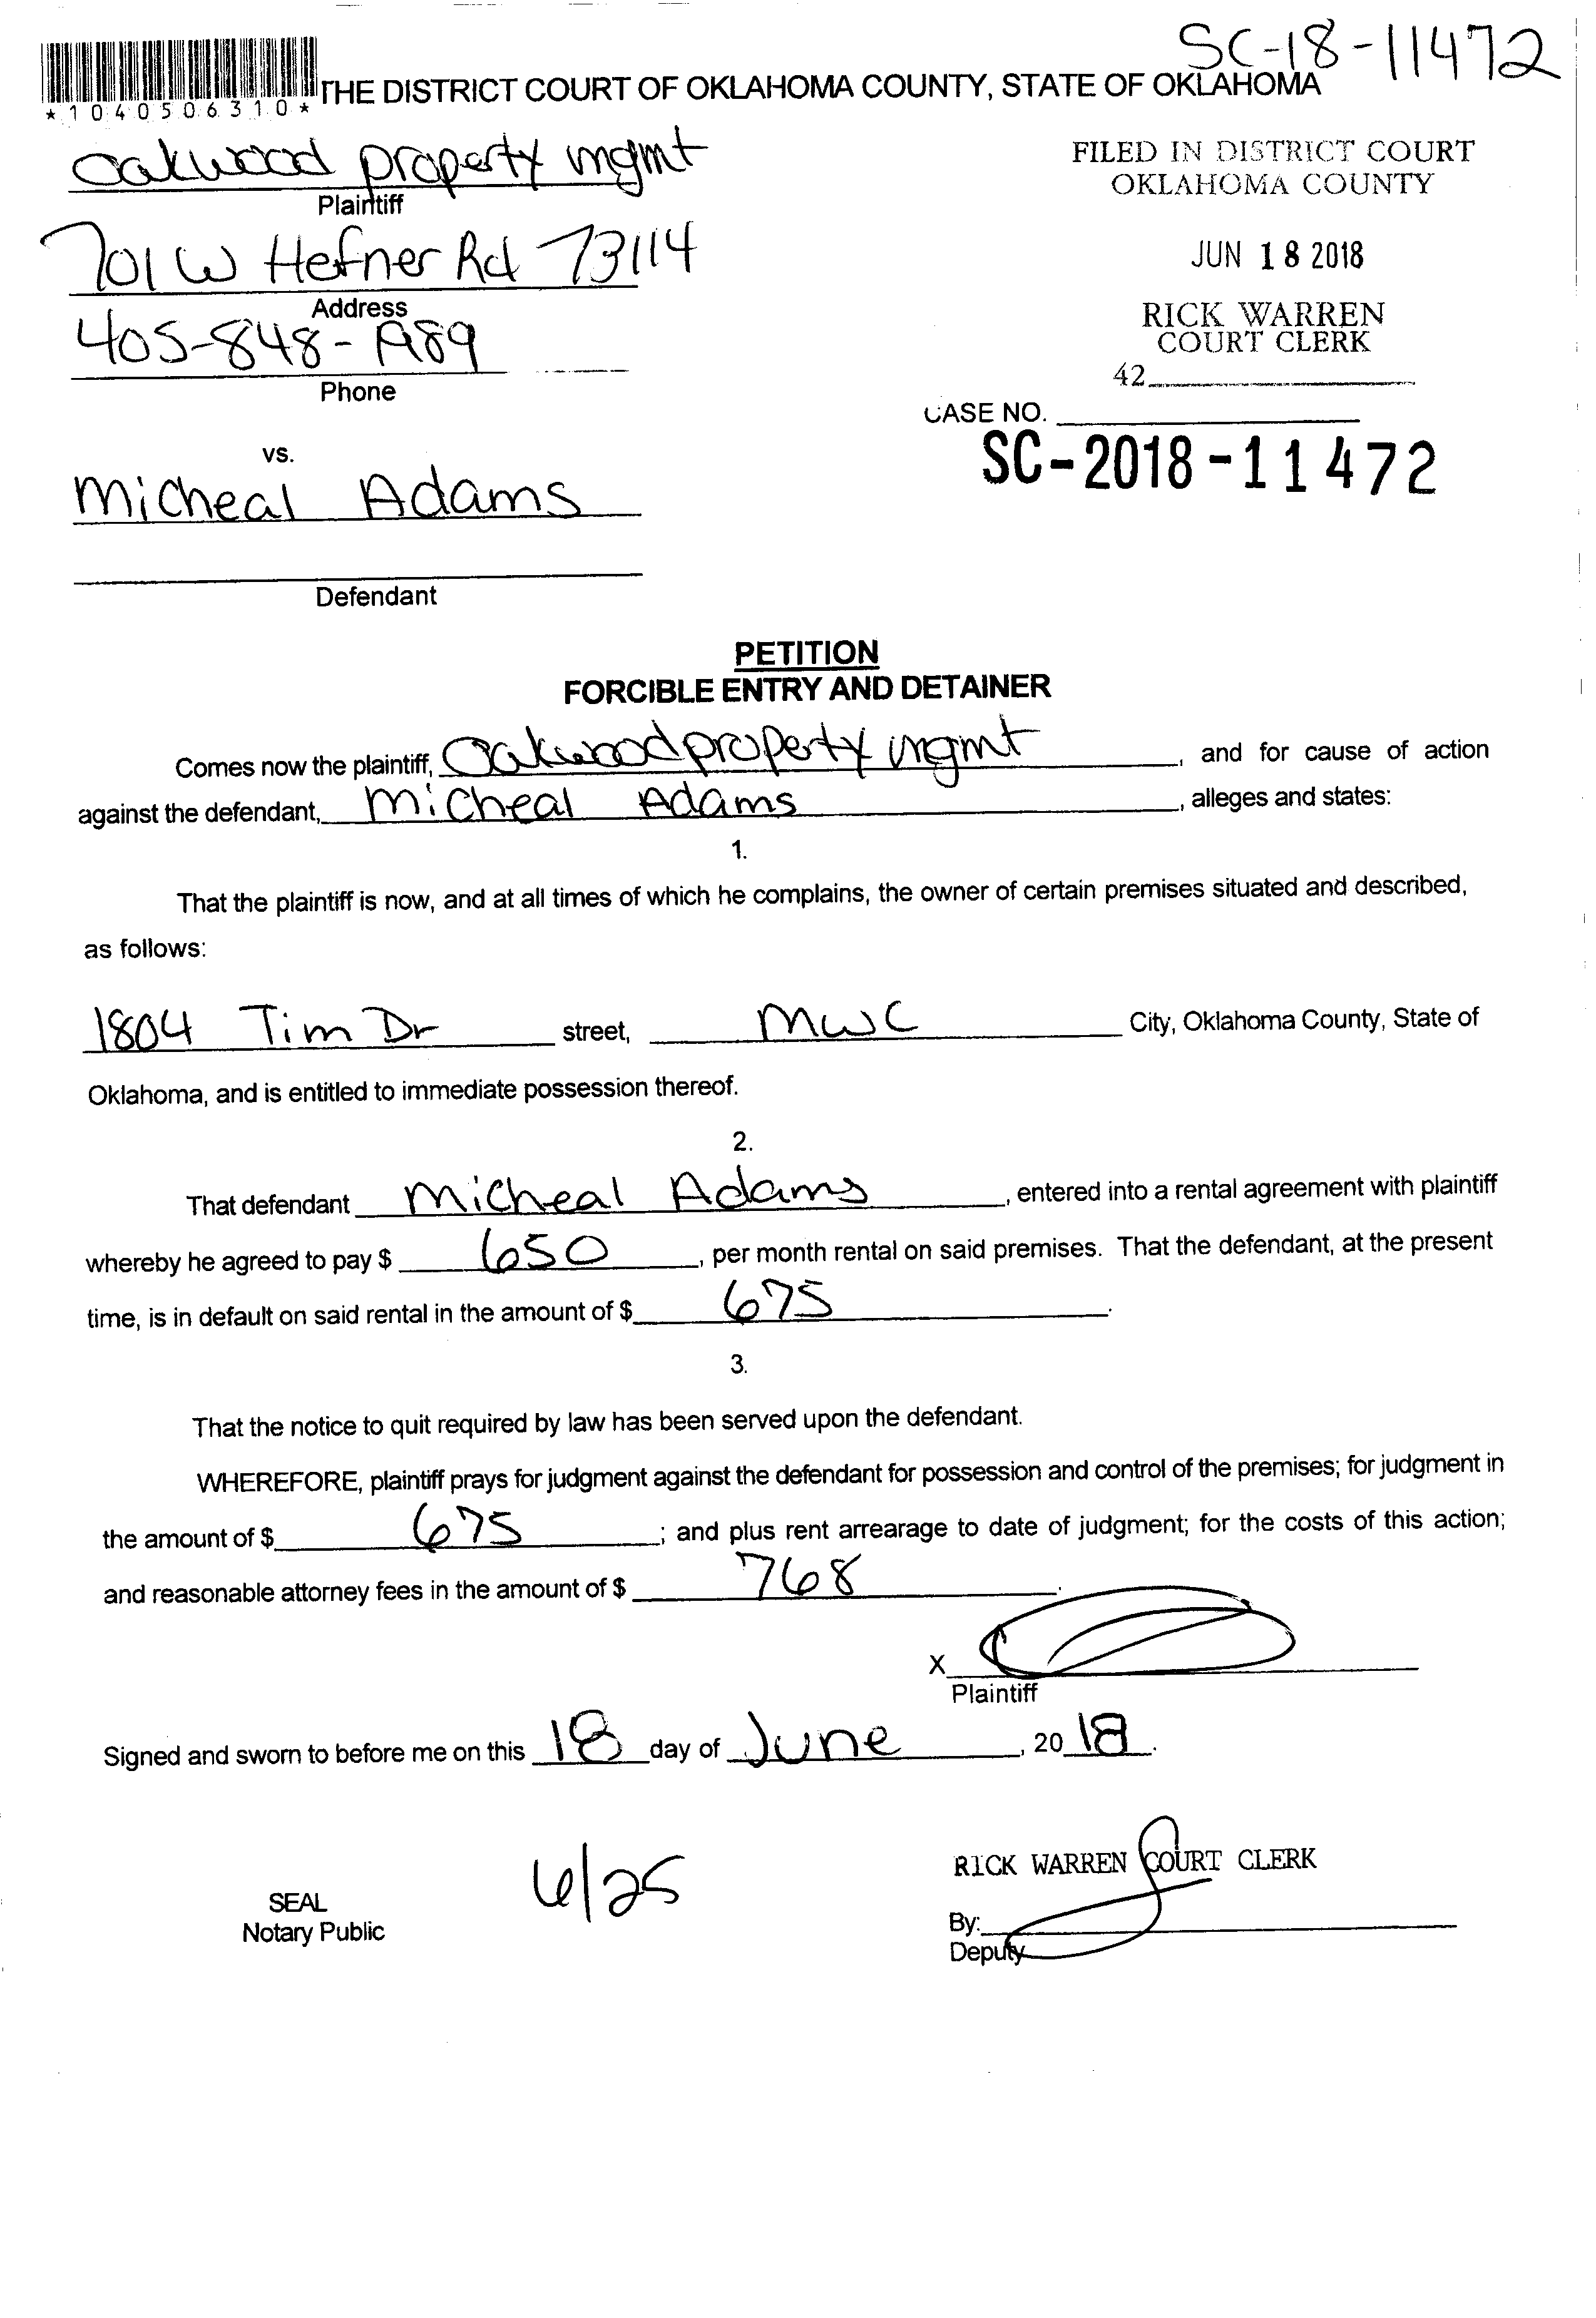 SC-18-11472
*1040506310*
THE DISTRICT COURT OF OKLAHOMA COUNTY, STATE OF OKLAHOMA
Oakwood property mgmt
Plaintiff
701 W Hefner Rd 73114
Address
405-848-1989
Phone
FILED IN DISTRICT COURT
OKLAHOMA COUNTY
JUN 18 2018
RICK WARREN
COURT CLERK
42
CASE NO.
SC-2018-11472
vs.
Micheal Adams
Defendant
PETITION
FORCIBLE ENTRY AND DETAINER
Comes now the plaintiff, Oakwood property mgmt, and for cause of action
against the defendant, Micheal Adams, alleges and states:
1.
That the plaintiff is now, and at all times of which he complains, the owner of certain premises situated and described,
as follows:
1804 Tim Dr street, MWC City, Oklahoma County, State of
Oklahoma, and is entitled to immediate possession thereof.
2.
That defendant Micheal Adams, entered into a rental agreement with plaintiff
whereby he agreed to pay $ 650, per month rental on said premises. That the defendant, at the present
time, is in default on said rental in the amount of $ 675.
3.
That the notice to quit required by law has been served upon the defendant.
WHEREFORE, plaintiff prays for judgment against the defendant for possession and control of the premises; for judgment in
the amount of $ 675; and plus rent arrearage to date of judgment; for the costs of this action;
and reasonable attorney fees in the amount of $ 768.
X
Plaintiff
Signed and sworn to before me on this 18 day of June, 20 18.
6/25
SEAL
Notary Public
RICK WARREN COURT CLERK
By:
Deputy